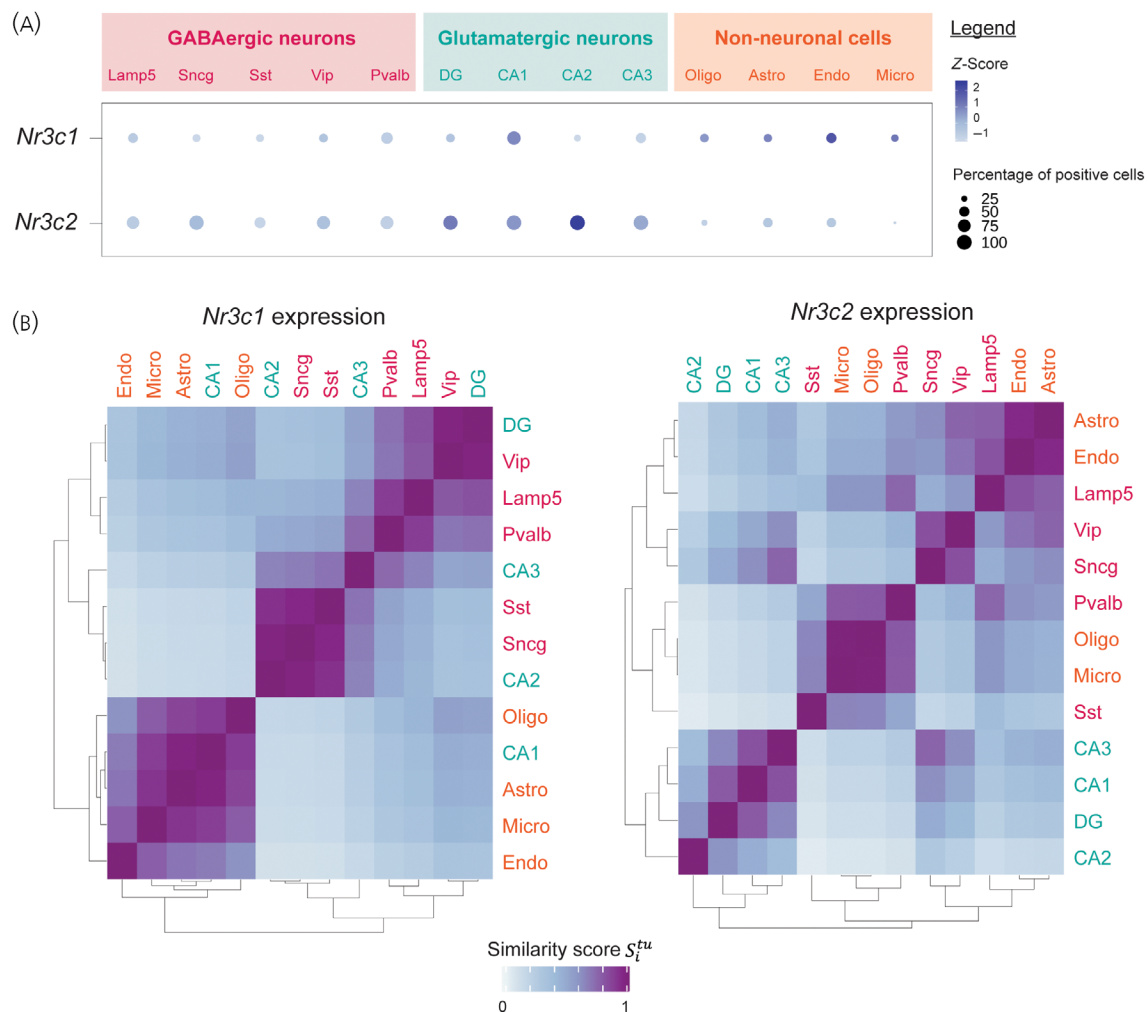 (A)
GABAergic neurons Glutamatergic neurons Non-neuronal cells
Lamp5 Sncg Sst Vip Pvalb DG CA1 CA2 CA3 Oligo Astro Endo Micro
Nr3c1
Nr3c2
Legend
Z-Score
2
1
0
−1
Percentage of positive cells
25
50
75
100
(B)
Nr3c1 expression
Endo Micro Astro CA1 Oligo CA2 Sncg Sst CA3 Pvalb Lamp5 Vip DG
DG
Vip
Lamp5
Pvalb
CA3
Sst
Sncg
CA2
Oligo
CA1
Astro
Micro
Endo
Nr3c2 expression
CA2 DG CA1 CA3 Sst Micro Oligo Pvalb Sncg Vip Lamp5 Endo Astro
Astro
Endo
Lamp5
Vip
Sncg
Pvalb
Oligo
Micro
Sst
CA3
CA1
DG
CA2
Similarity score S_i^{tu}
0 1